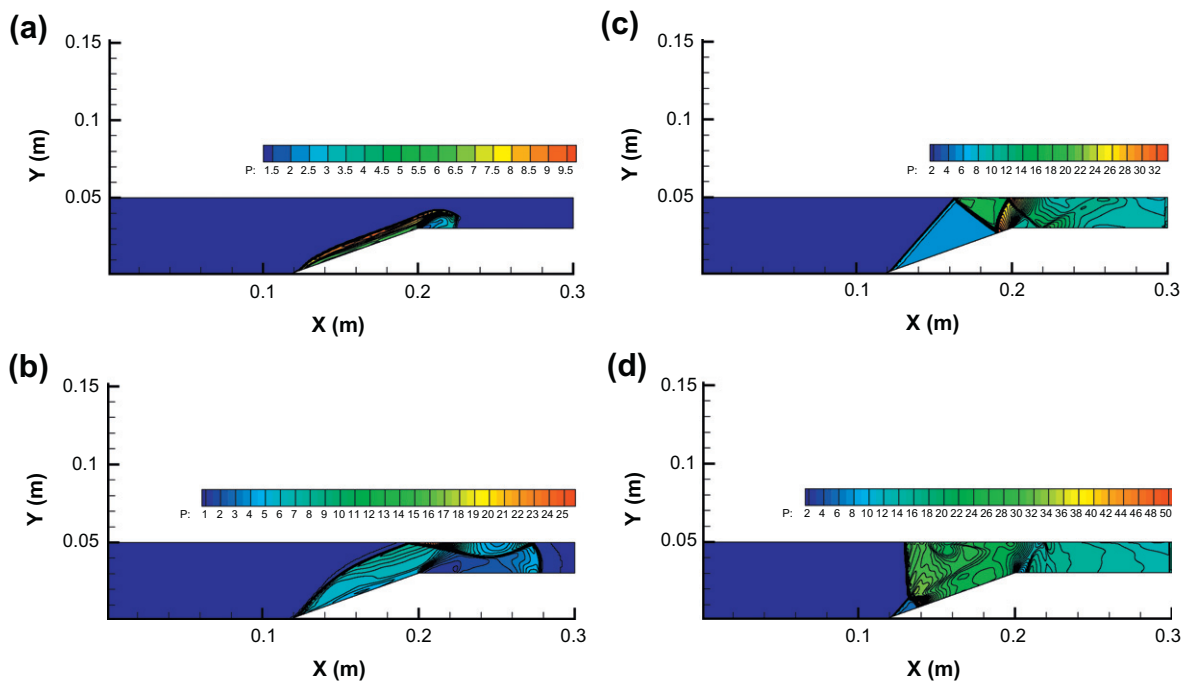 (a)
0.15
0.1
0.05
Y (m)
P: 1.5 2 2.5 3 3.5 4 4.5 5 5.5 6 6.5 7 7.5 8 8.5 9 9.5
0.1 0.2 0.3
X (m)
(c)
0.15
0.1
0.05
Y (m)
P: 2 4 6 8 10 12 14 16 18 20 22 24 26 28 30 32
0.1 0.2 0.3
X (m)
(b)
0.15
0.1
0.05
Y (m)
P: 1 2 3 4 5 6 7 8 9 10 11 12 13 14 15 16 17 18 19 20 21 22 23 24 25
0.1 0.2 0.3
X (m)
(d)
0.15
0.1
0.05
Y (m)
P: 2 4 6 8 10 12 14 16 18 20 22 24 26 28 30 32 34 36 38 40 42 44 46 48 50
0.1 0.2 0.3
X (m)